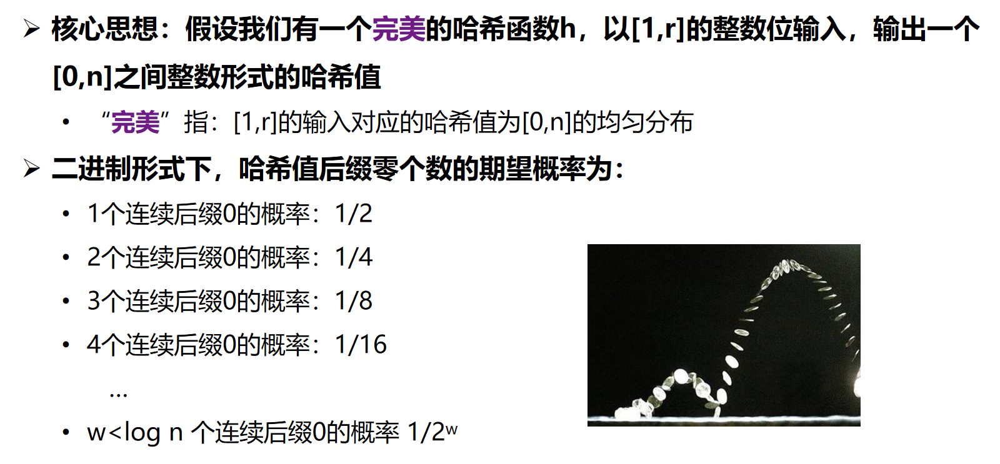 ➢ 核心思想：假设我们有一个完美的哈希函数h，以[1,r]的整数位输入，输出一个
[0,n]之间整数形式的哈希值
• “完美”指：[1,r]的输入对应的哈希值为[0,n]的均匀分布
➢ 二进制形式下，哈希值后缀零个数的期望概率为：
• 1个连续后缀0的概率：1/2
• 2个连续后缀0的概率：1/4
• 3个连续后缀0的概率：1/8
• 4个连续后缀0的概率：1/16
...
• w<log n 个连续后缀0的概率 1/2ʷ